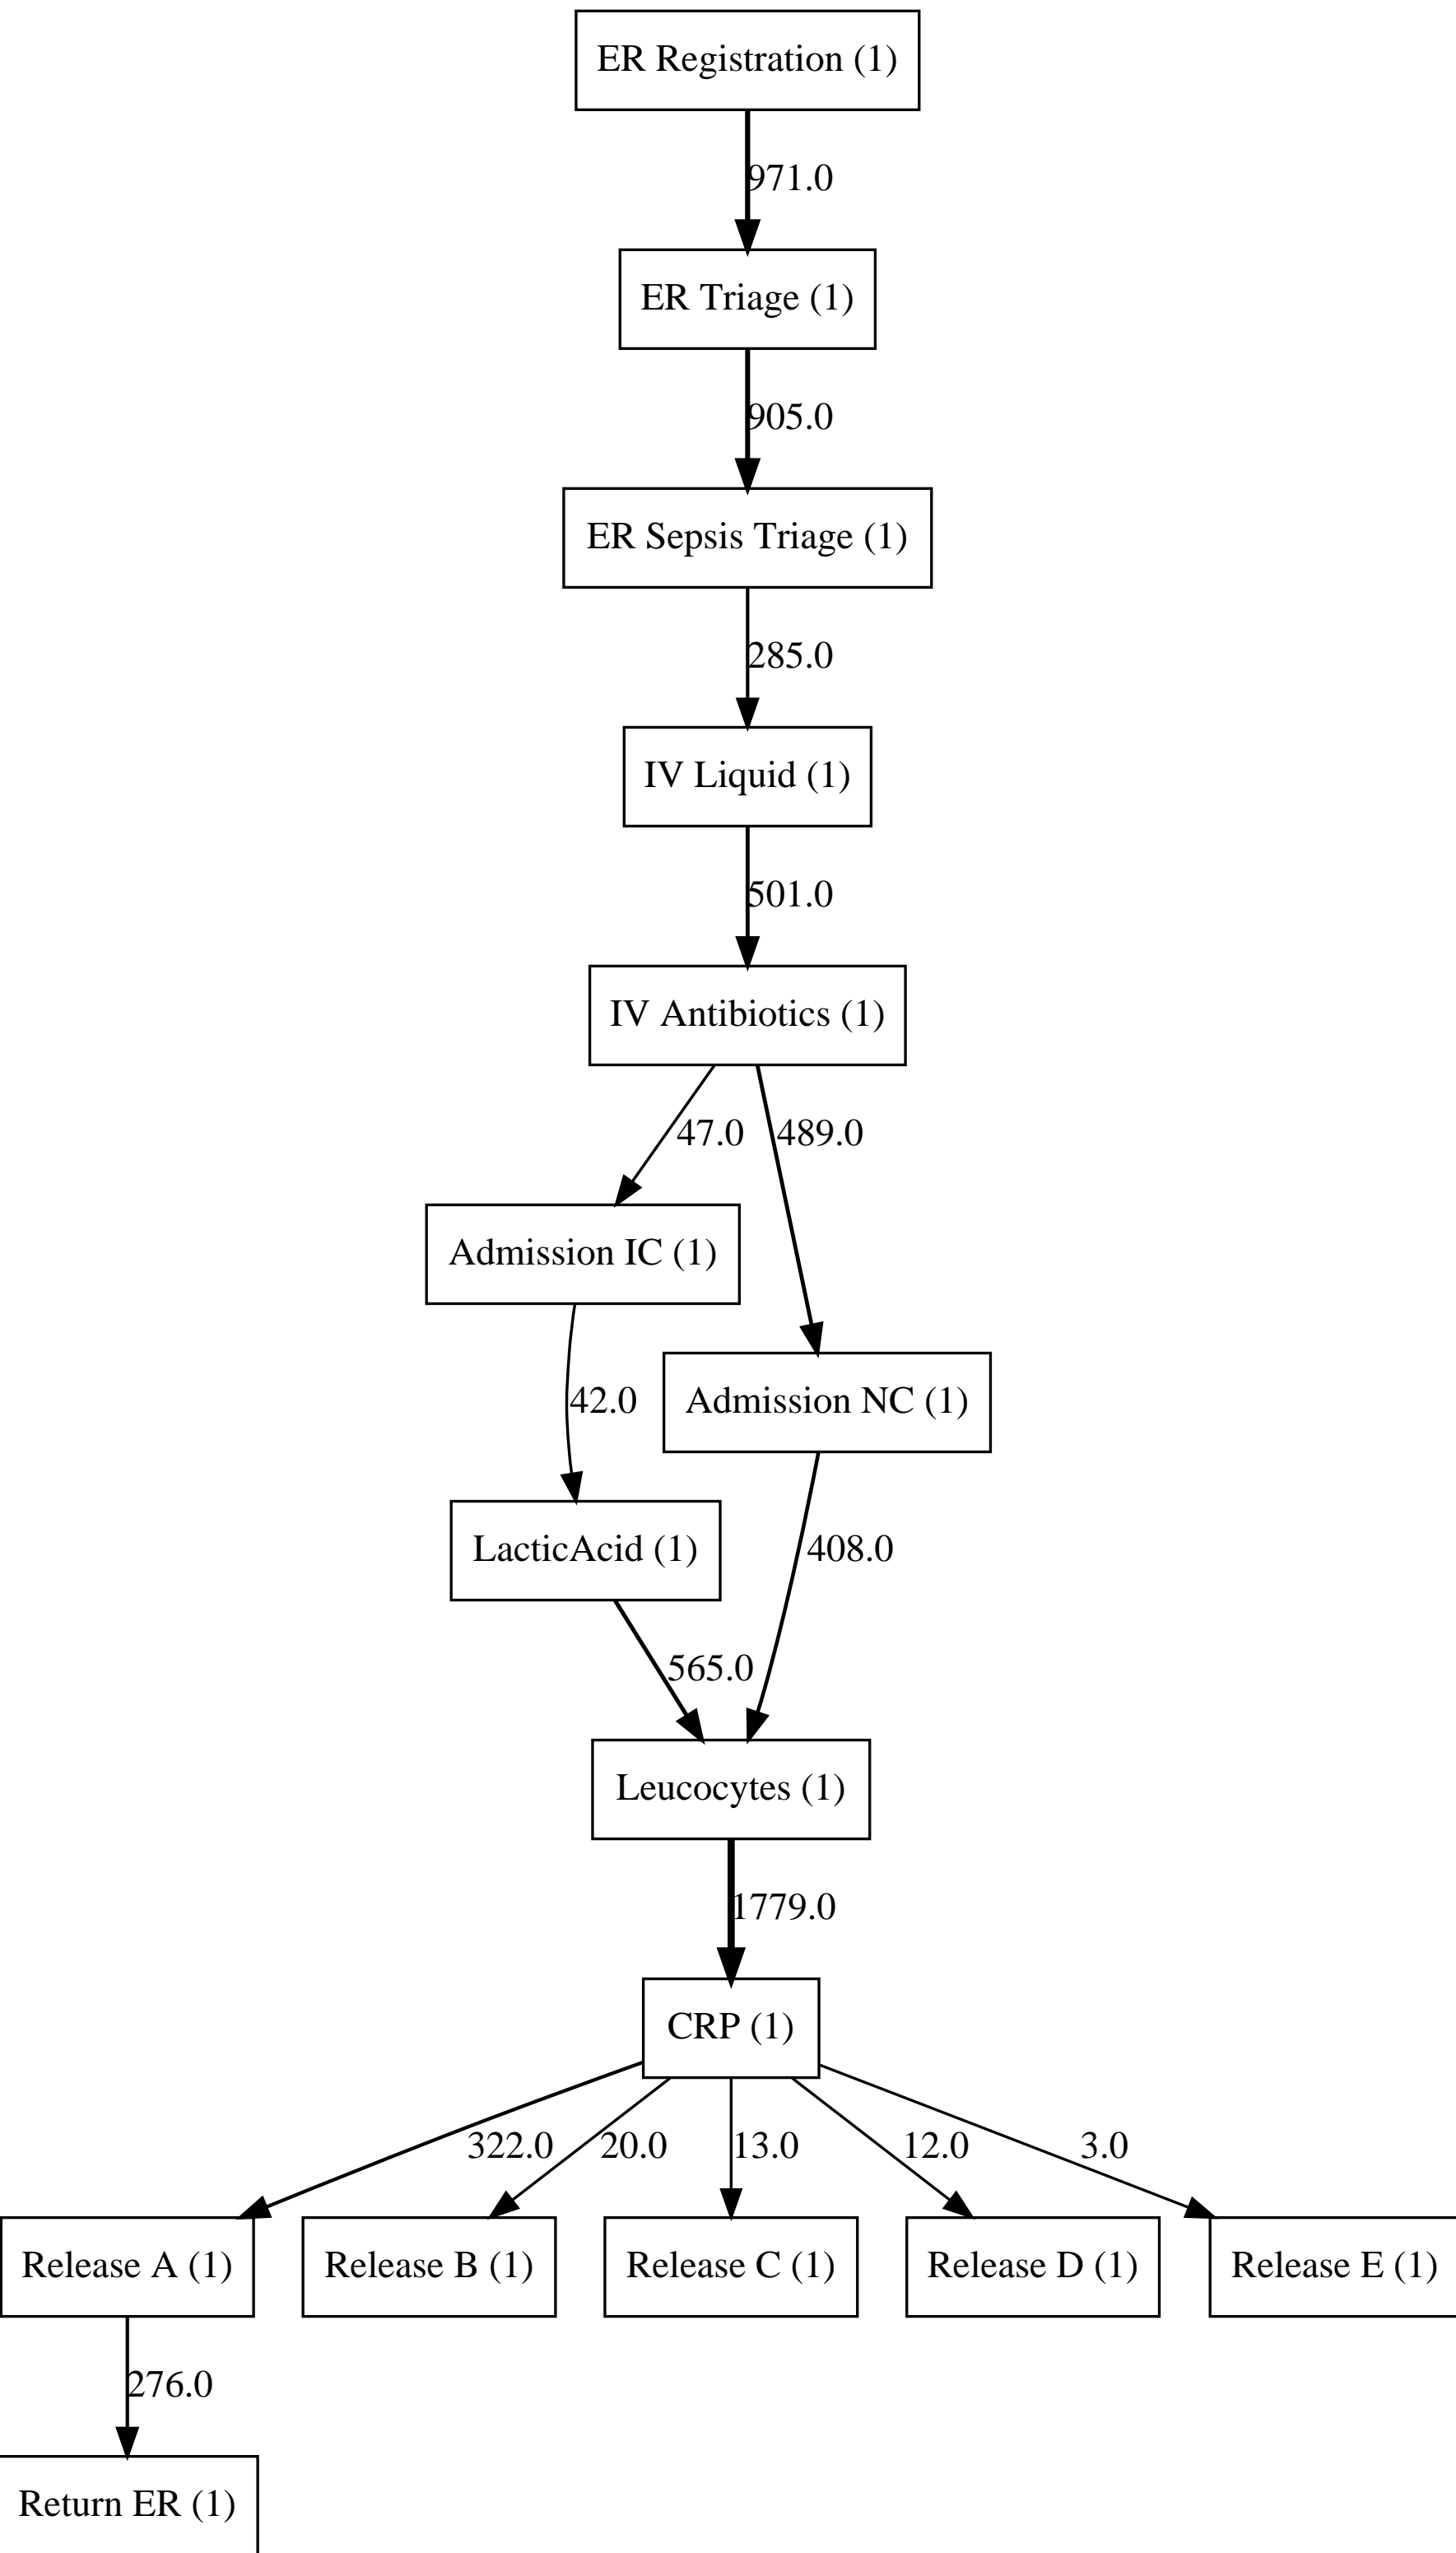 ER Registration (1)
971.0
ER Triage (1)
905.0
ER Sepsis Triage (1)
285.0
IV Liquid (1)
501.0
IV Antibiotics (1)
47.0
489.0
Admission IC (1)
42.0
Admission NC (1)
LacticAcid (1)
408.0
565.0
Leucocytes (1)
1779.0
CRP (1)
322.0
20.0
13.0
12.0
3.0
Release A (1)
Release B (1)
Release C (1)
Release D (1)
Release E (1)
276.0
Return ER (1)